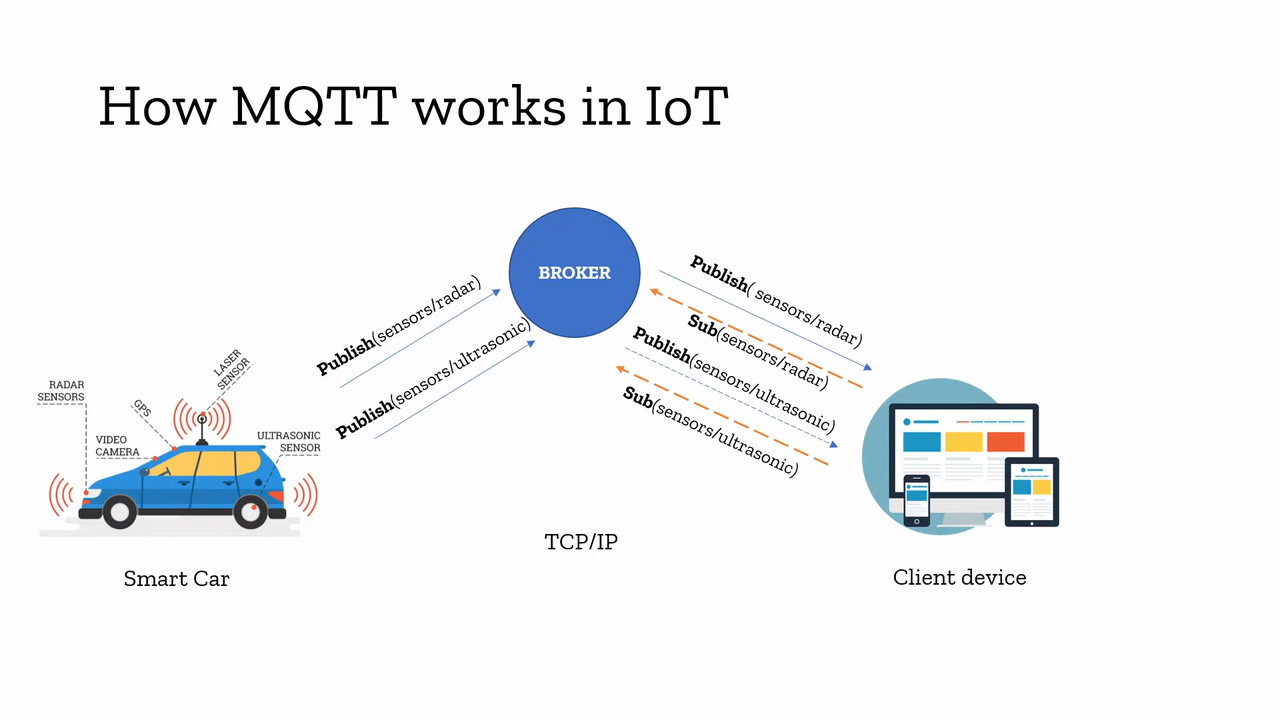 How MQTT works in IoT
BROKER
Publish(sensors/radar)
Publish(sensors/ultrasonic)
Publish( sensors/radar)
Sub(sensors/radar)
Publish(sensors/ultrasonic)
Sub(sensors/ultrasonic)
LASER
SENSOR
RADAR
SENSORS
GPS
VIDEO
CAMERA
ULTRASONIC
SENSOR
TCP/IP
Smart Car
Client device